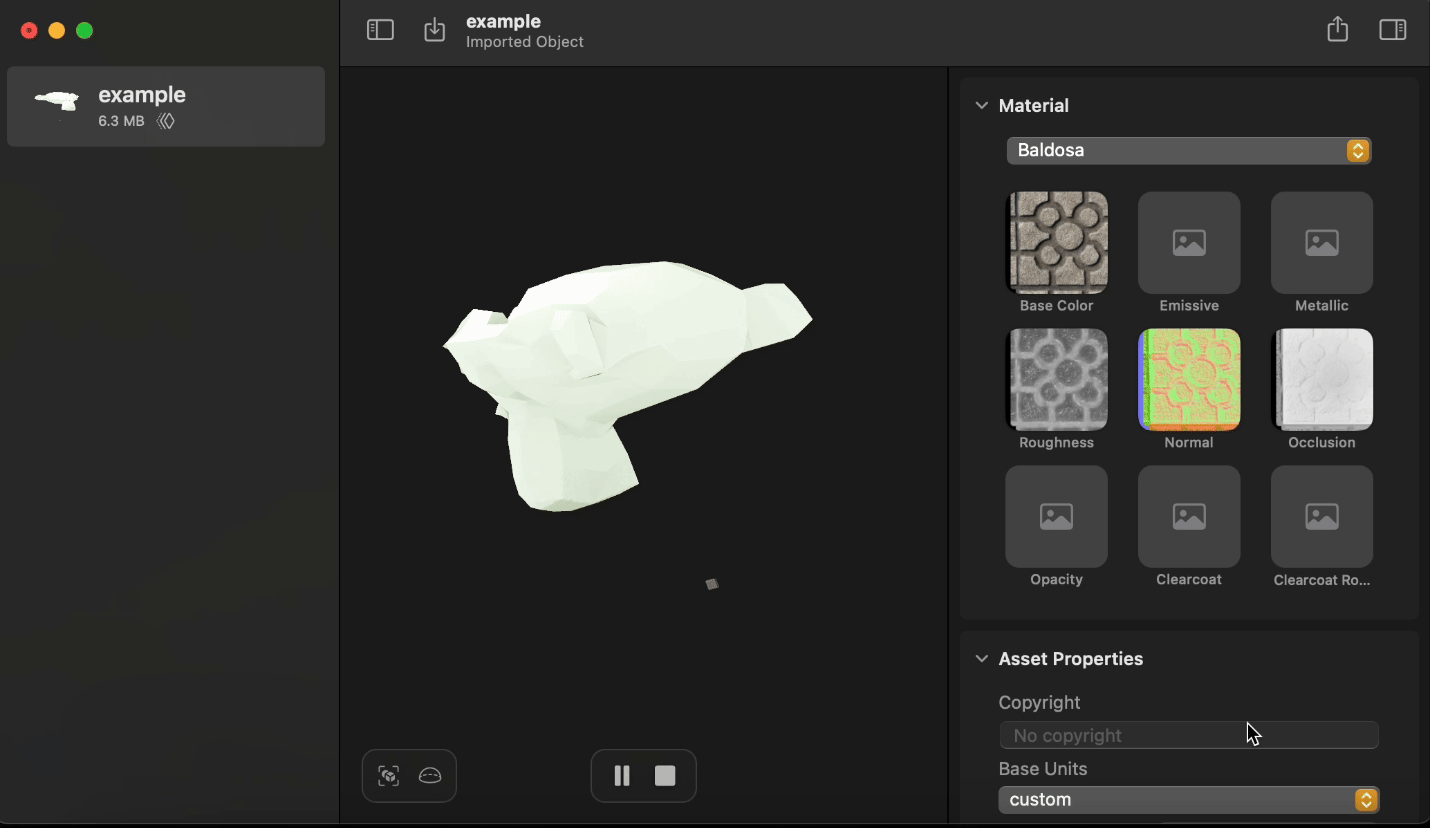 example
Imported Object
example
6.3 MB
Material
Baldosa
Base Color
Emissive
Metallic
Roughness
Normal
Occlusion
Opacity
Clearcoat
Clearcoat Ro...
Asset Properties
Copyright
No copyright
Base Units
custom